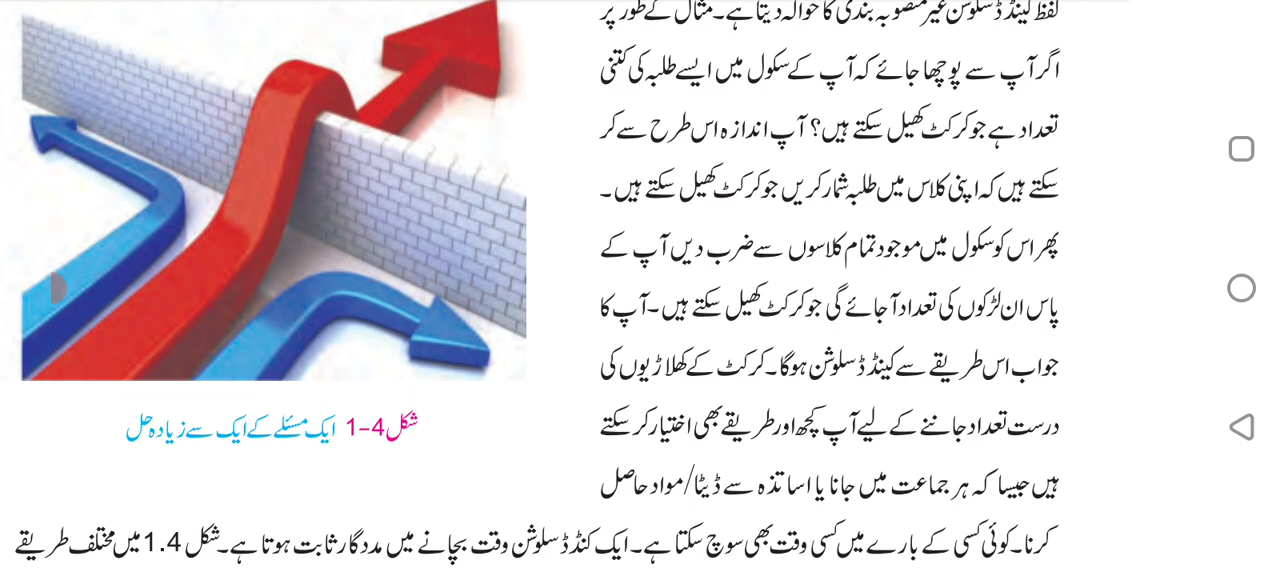 لفظ کینڈڈ سلوشن غیر منصوبہ بندی کا حوالہ دیتا ہے۔ مثال کے طور پر
اگر آپ سے پوچھا جائے کہ آپ کے سکول میں ایسے طلبہ کی کتنی
تعداد ہے جو کرکٹ کھیل سکتے ہیں؟ آپ اندازہ اس طرح سے کر
سکتے ہیں کہ اپنی کلاس میں طلبہ شمار کریں جو کرکٹ کھیل سکتے ہیں۔
پھر اس کو سکول میں موجود تمام کلاسوں سے ضرب دیں آپ کے
پاس ان لڑکوں کی تعداد آ جائے گی جو کرکٹ کھیل سکتے ہیں۔ آپ کا
جواب اس طریقے سے کینڈڈ سلوشن ہوگا۔ کرکٹ کے کھلاڑیوں کی
درست تعداد جاننے کے لیے آپ کچھ اور طریقے بھی اختیار کر سکتے
ہیں جیسا کہ ہر جماعت میں جانا یا اساتذہ سے ڈیٹا/مواد حاصل
کرنا۔ کوئی کسی کے بارے میں کسی وقت بھی سوچ سکتا ہے۔ ایک کنڈڈ سلوشن وقت بچانے میں مددگار ثابت ہوتا ہے۔ شکل 1.4 میں مختلف طریقے
شکل 4-1 ایک مسئلے کے ایک سے زیادہ حل